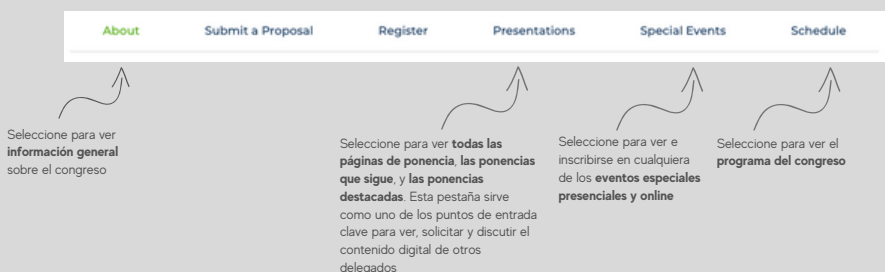 About Submit a Proposal Register Presentations Special Events Schedule
Seleccione para ver
información general
sobre el congreso
Seleccione para ver todas las
páginas de ponencia, las ponencias
que sigue, y las ponencias
destacadas. Esta pestaña sirve
como uno de los puntos de entrada
clave para ver, solicitar y discutir el
contenido digital de otros
delegados
Seleccione para ver e
inscribirse en cualquiera
de los eventos especiales
presenciales y online
Seleccione para ver el
programa del congreso